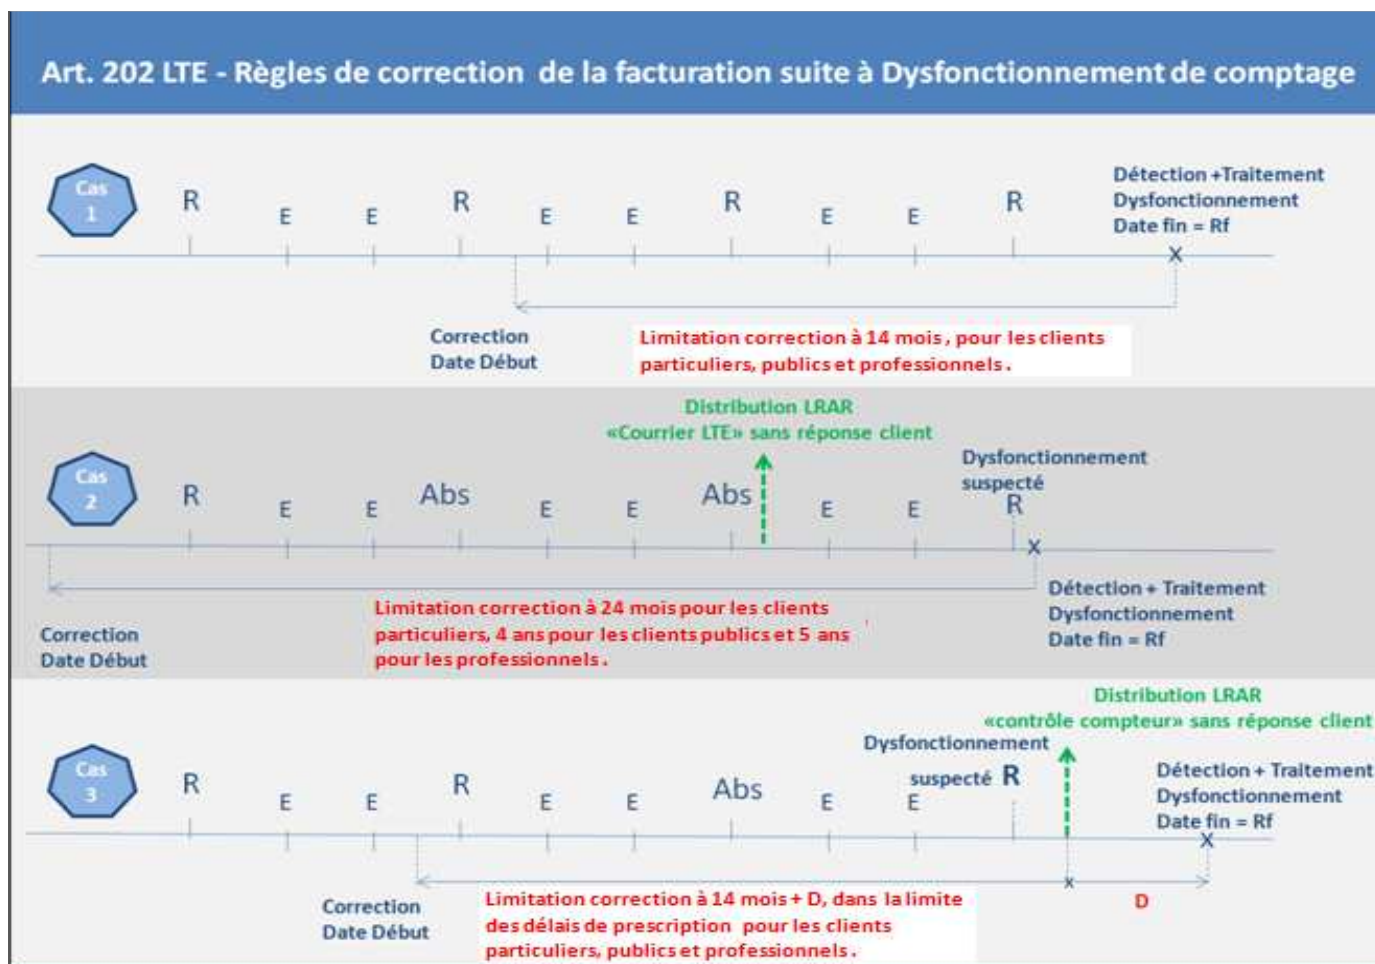 Art. 202 LTE - Règles de correction de la facturation suite à Dysfonctionnement de comptage
Cas
1
R E E R E E R E E R
Détection +Traitement
Dysfonctionnement
Date fin = Rf
X
Correction
Date Début
Limitation correction à 14 mois , pour les clients
particuliers, publics et professionnels .
Distribution LRAR
«Courrier LTE» sans réponse client
Cas
2
R E E Abs E E Abs E E R
Dysfonctionnement
suspecté
X
Détection + Traitement
Dysfonctionnement
Date fin = Rf
Limitation correction à 24 mois pour les clients
particuliers, 4 ans pour les clients publics et 5 ans
pour les professionnels .
Correction
Date Début
Distribution LRAR
«contrôle compteur» sans réponse client
Cas
3
R E E R E E Abs E E
Dysfonctionnement
suspecté R
Détection + Traitement
Dysfonctionnement
Date fin = Rf
X
x
D
Correction
Date Début
Limitation correction à 14 mois + D, dans la limite
des délais de prescription pour les clients
particuliers, publics et professionnels .